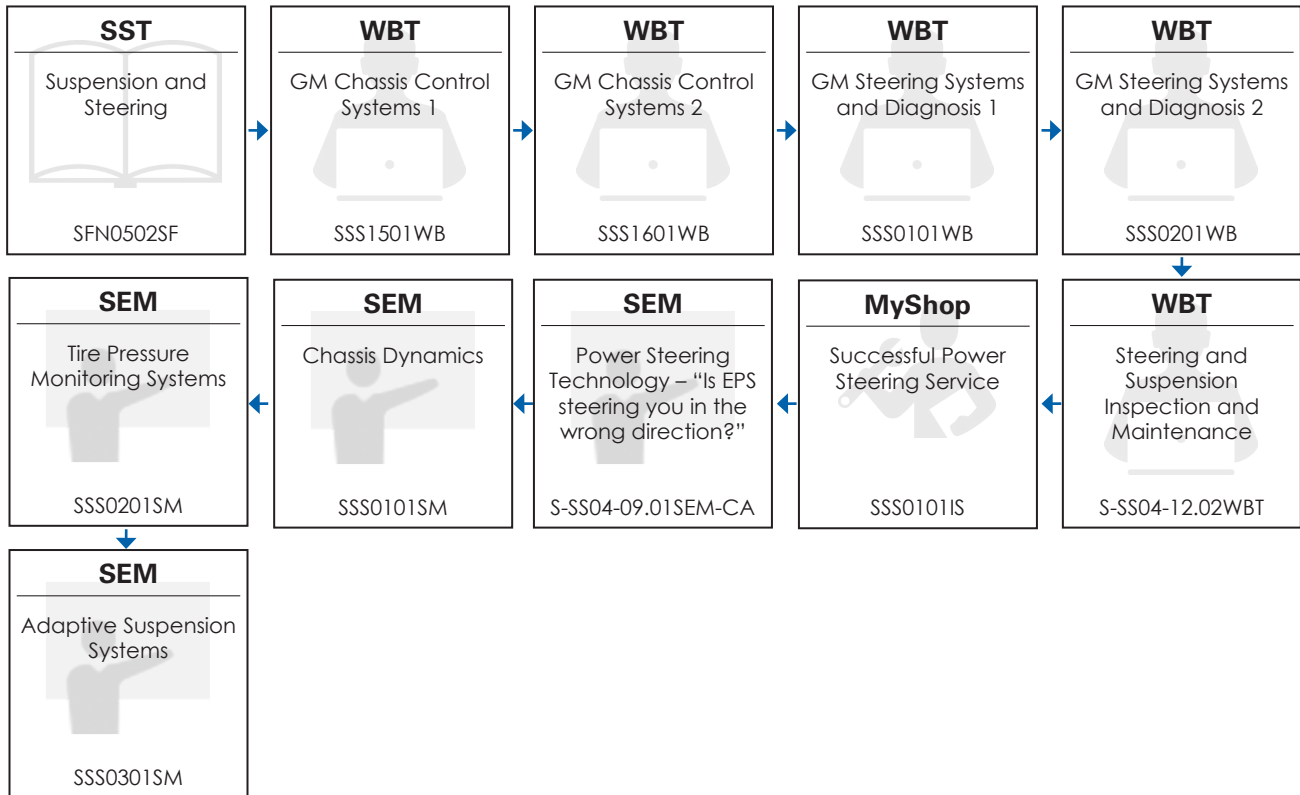 SST
Suspension and
Steering
SFN0502SF
WBT
GM Chassis Control
Systems 1
SSS1501WB
WBT
GM Chassis Control
Systems 2
SSS1601WB
WBT
GM Steering Systems
and Diagnosis 1
SSS0101WB
WBT
GM Steering Systems
and Diagnosis 2
SSS0201WB
WBT
Steering and
Suspension
Inspection and
Maintenance
S-SS04-12.02WBT
MyShop
Successful Power
Steering Service
SSS0101IS
SEM
Power Steering
Technology – “Is EPS
steering you in the
wrong direction?”
S-SS04-09.01SEM-CA
SEM
Chassis Dynamics
SSS0101SM
SEM
Tire Pressure
Monitoring Systems
SSS0201SM
SEM
Adaptive Suspension
Systems
SSS0301SM